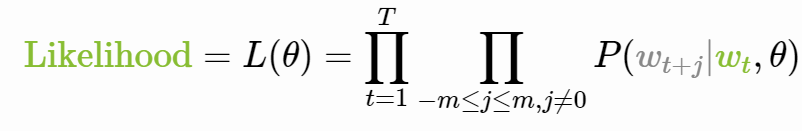 Likelihood = L(θ) = ∏_{t=1}^{T} ∏_{-m≤j≤m, j≠0} P(w_{t+j}|w_t, θ)